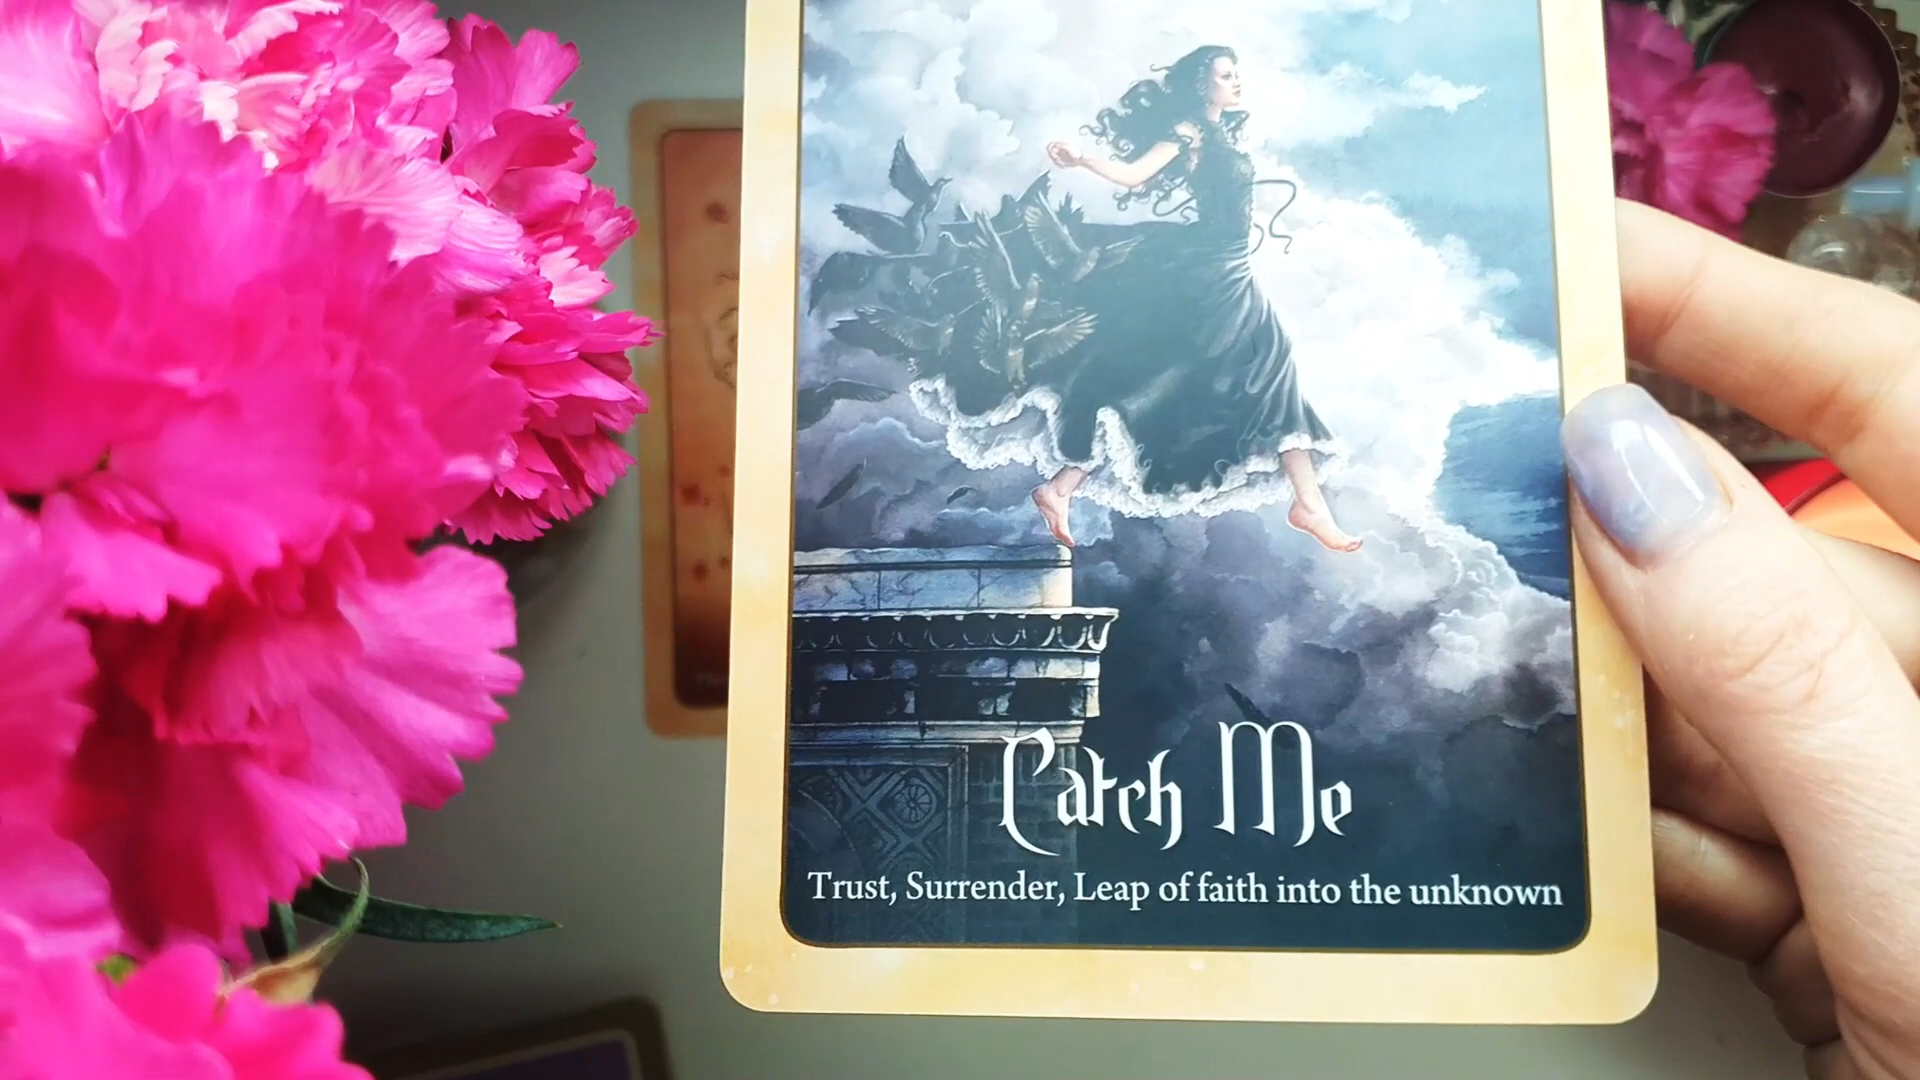 Catch Me
Trust, Surrender, Leap of faith into the unknown